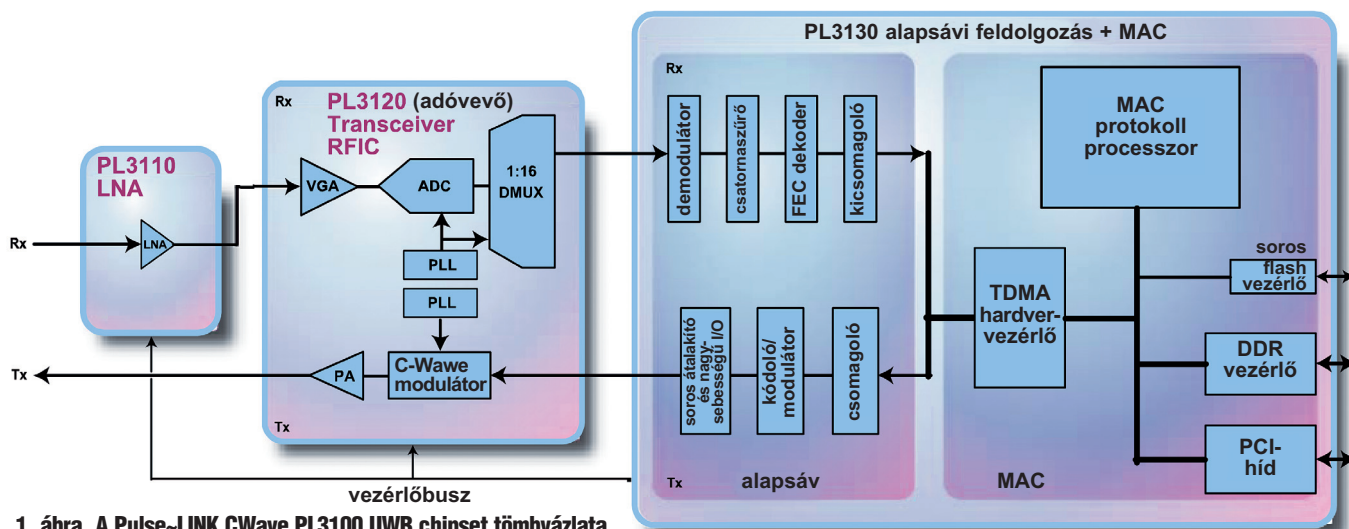 PL3130 alapsávi feldolgozás + MAC
Rx
PL3120 (adóvevő)
Transceiver
RFIC
PL3110
LNA
VGA
ADC
1:16
DMUX
Rx
LNA
PLL
PLL
Tx
PA
C-Wawe
modulátor
Tx
vezérlőbusz
Rx
demodulátor
csatornaszűrő
FEC dekoder
kicsomagoló
soros átalakító
és nagy-
sebességű I/O
kódoló/
modulátor
csomagoló
Tx
alapsáv
MAC
protokoll
processzor
TDMA
hardver-
vezérlő
soros
flash
vezérlő
DDR
vezérlő
PCI-
híd
MAC
1. ábra. A Pulse~LINK CWave PL3100 UWB chipset tömbvázlata